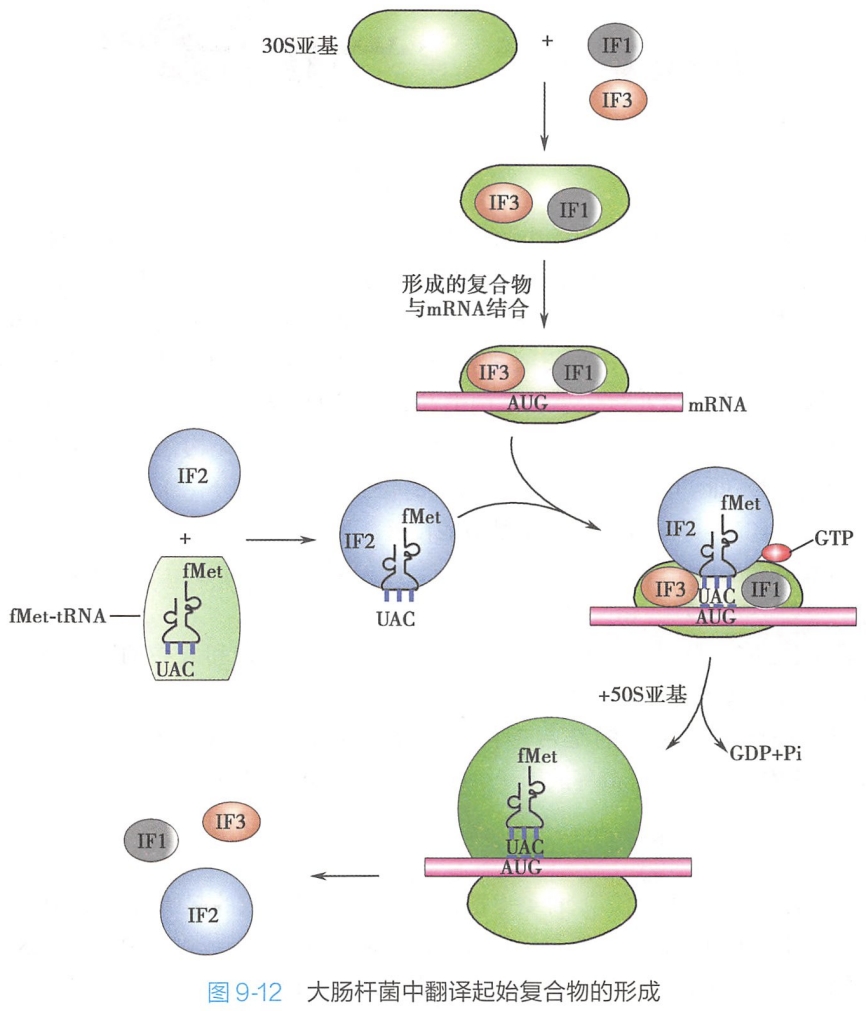 30S亚基
+
IF1
IF3
IF3
IF1
形成的复合物
与mRNA结合
IF3
IF1
AUG
mRNA
IF2
+
fMet
fMet-tRNA
UAC
fMet
IF2
UAC
fMet
IF2
GTP
IF3
UAC
IF1
AUG
+50S亚基
GDP+Pi
fMet
UAC
AUG
IF1
IF3
IF2
图 9-12 大肠杆菌中翻译起始复合物的形成